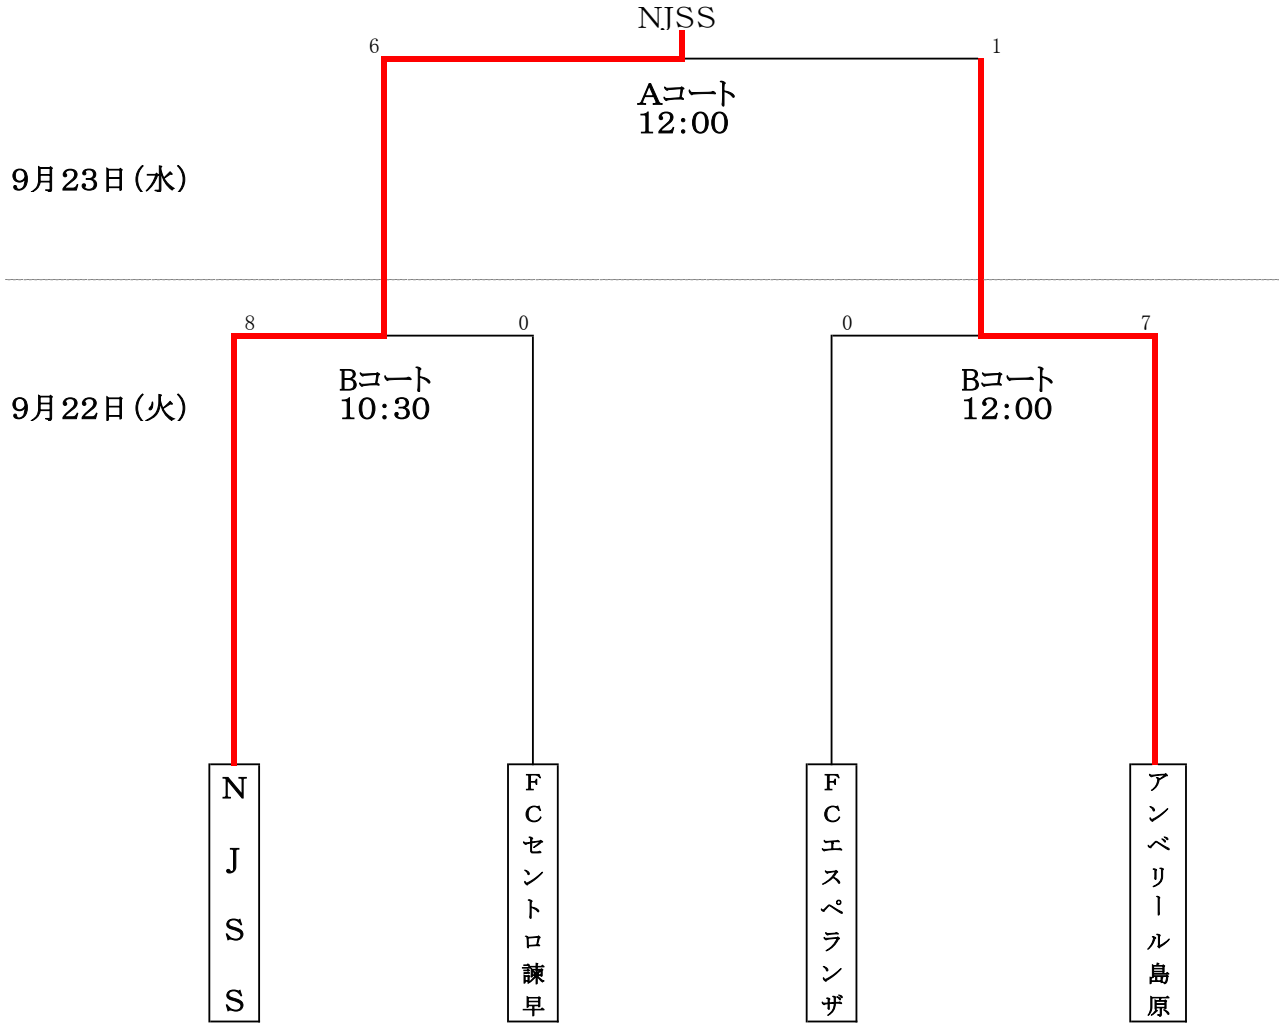 NJSS
6
1
Aコート
12:00
9月23日(水)
8
0
0
7
Bコート
10:30
Bコート
12:00
9月22日(火)
NJSS
FCセントロ諫早
FCエスペランザ
アンベリール島原